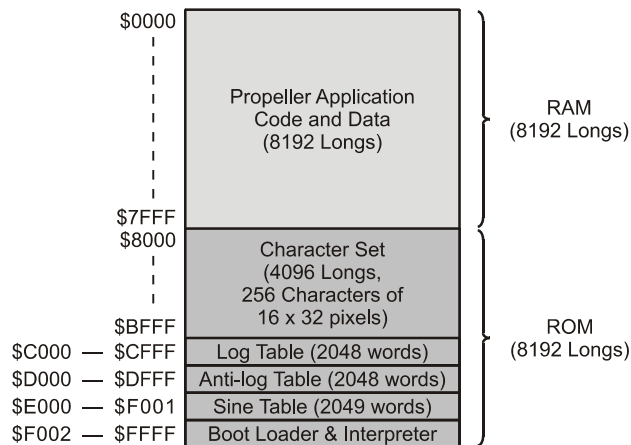 $0000
Propeller Application
Code and Data
(8192 Longs)
RAM
(8192 Longs)
$7FFF
$8000
Character Set
(4096 Longs,
256 Characters of
16 x 32 pixels)
$BFFF
ROM
(8192 Longs)
$C000 — $CFFF Log Table (2048 words)
$D000 — $DFFF Anti-log Table (2048 words)
$E000 — $F001 Sine Table (2049 words)
$F002 — $FFFF Boot Loader & Interpreter